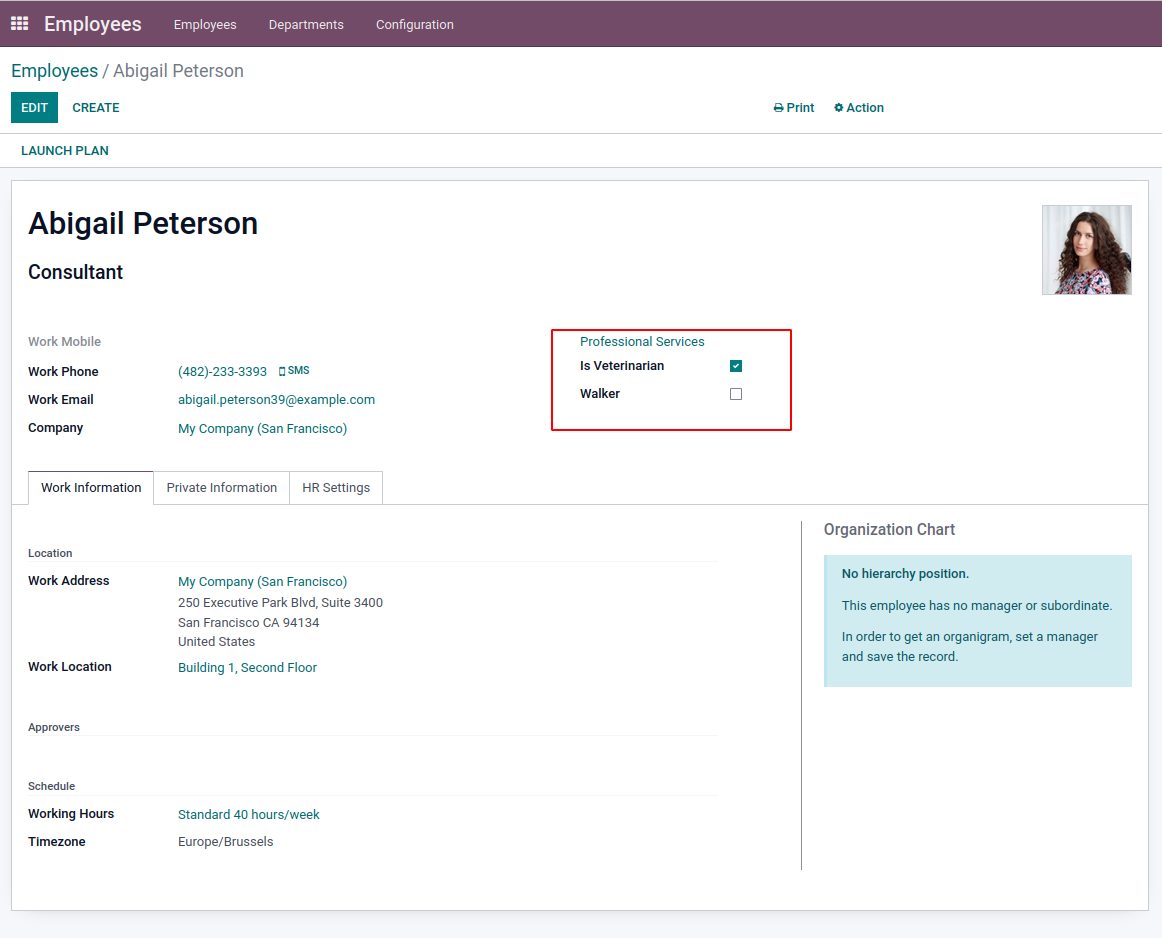 Employees Employees Departments Configuration
Employees / Abigail Peterson
EDIT CREATE Print Action
LAUNCH PLAN
Abigail Peterson
Consultant
Work Mobile
Work Phone (482)-233-3393 SMS
Work Email abigail.peterson39@example.com
Company My Company (San Francisco)
Professional Services
Is Veterinarian
Walker
Work Information Private Information HR Settings
Location
Work Address My Company (San Francisco)
250 Executive Park Blvd, Suite 3400
San Francisco CA 94134
United States
Work Location Building 1, Second Floor
Approvers
Schedule
Working Hours Standard 40 hours/week
Timezone Europe/Brussels
Organization Chart
No hierarchy position.
This employee has no manager or subordinate.
In order to get an organigram, set a manager
and save the record.